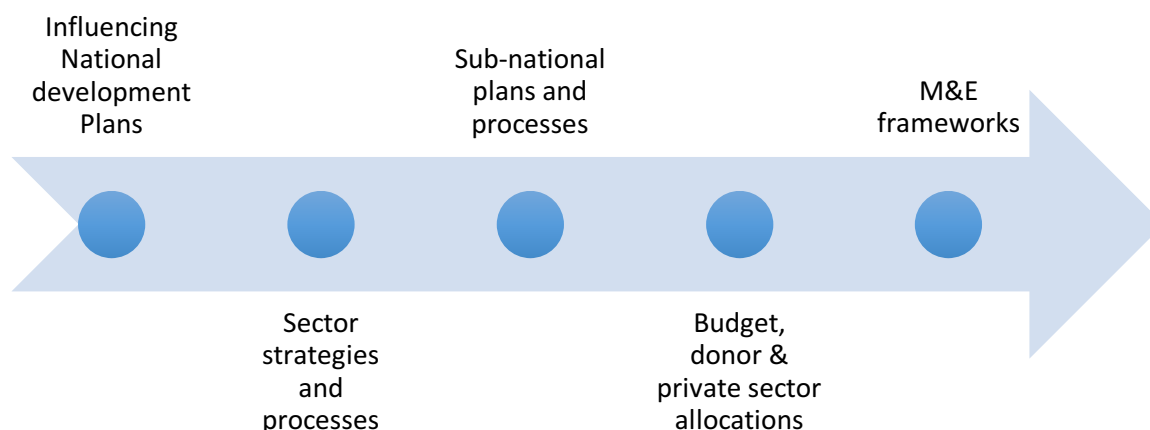 Influencing
National
development
Plans
Sector
strategies
and
processes
Sub-national
plans and
processes
Budget,
donor &
private sector
allocations
M&E
frameworks